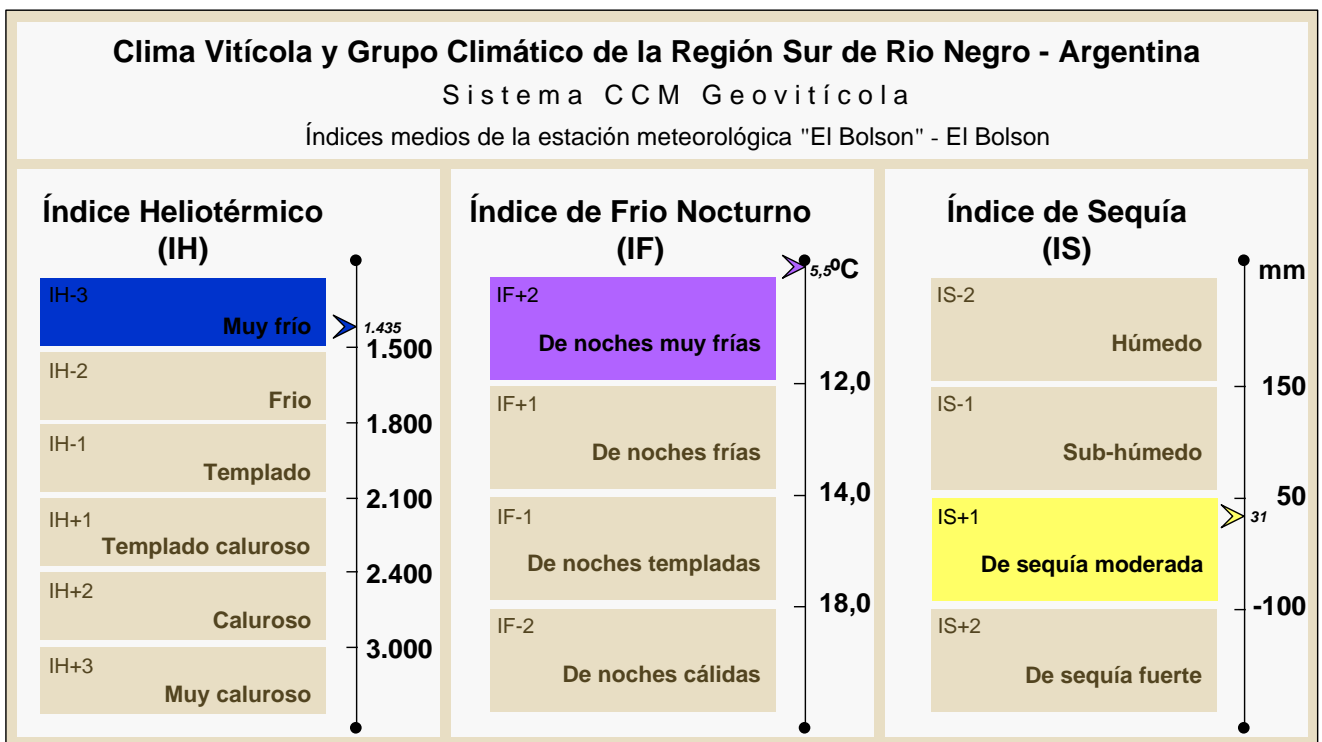 Clima Vitícola y Grupo Climático de la Región Sur de Rio Negro - Argentina
Sistema CCM Geovitícola
Índices medios de la estación meteorológica "El Bolson" - El Bolson
Índice Heliotérmico
(IH)
IH-3
Muy frío
1.435
1.500
IH-2
Frio
1.800
IH-1
Templado
2.100
IH+1
Templado caluroso
2.400
IH+2
Caluroso
3.000
IH+3
Muy caluroso
Índice de Frio Nocturno
(IF)
5,5ºC
IF+2
De noches muy frías
12,0
IF+1
De noches frías
14,0
IF-1
De noches templadas
18,0
IF-2
De noches cálidas
Índice de Sequía
(IS)
mm
IS-2
Húmedo
150
IS-1
Sub-húmedo
50
IS+1
31
De sequía moderada
-100
IS+2
De sequía fuerte